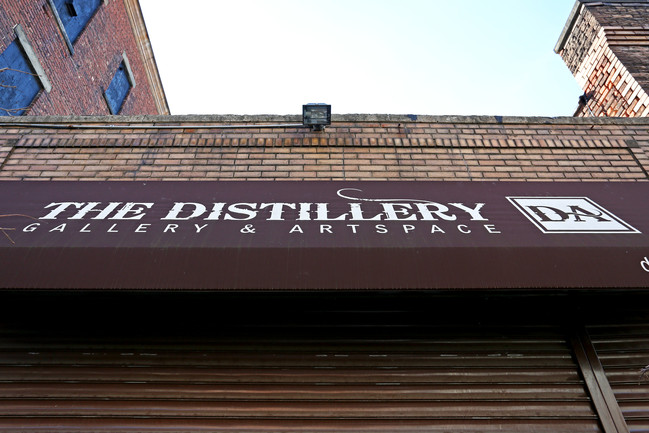 THE DISTILLERY
GALLERY & ARTSPACE
DA